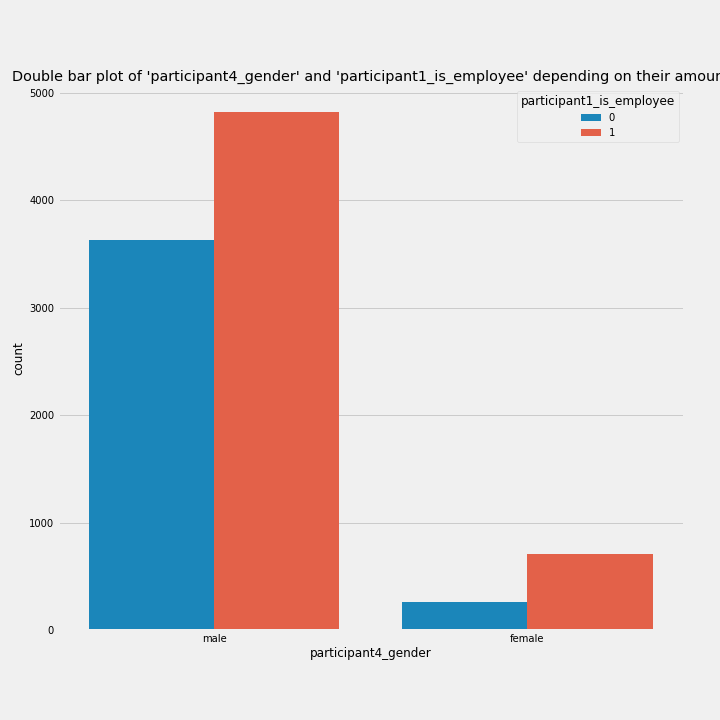 Double bar plot of 'participant4_gender' and 'participant1_is_employee' depending on their
5000
participant1_is_employee
0
1
4000
3000
count
2000
1000
0
male
female
participant4_gender